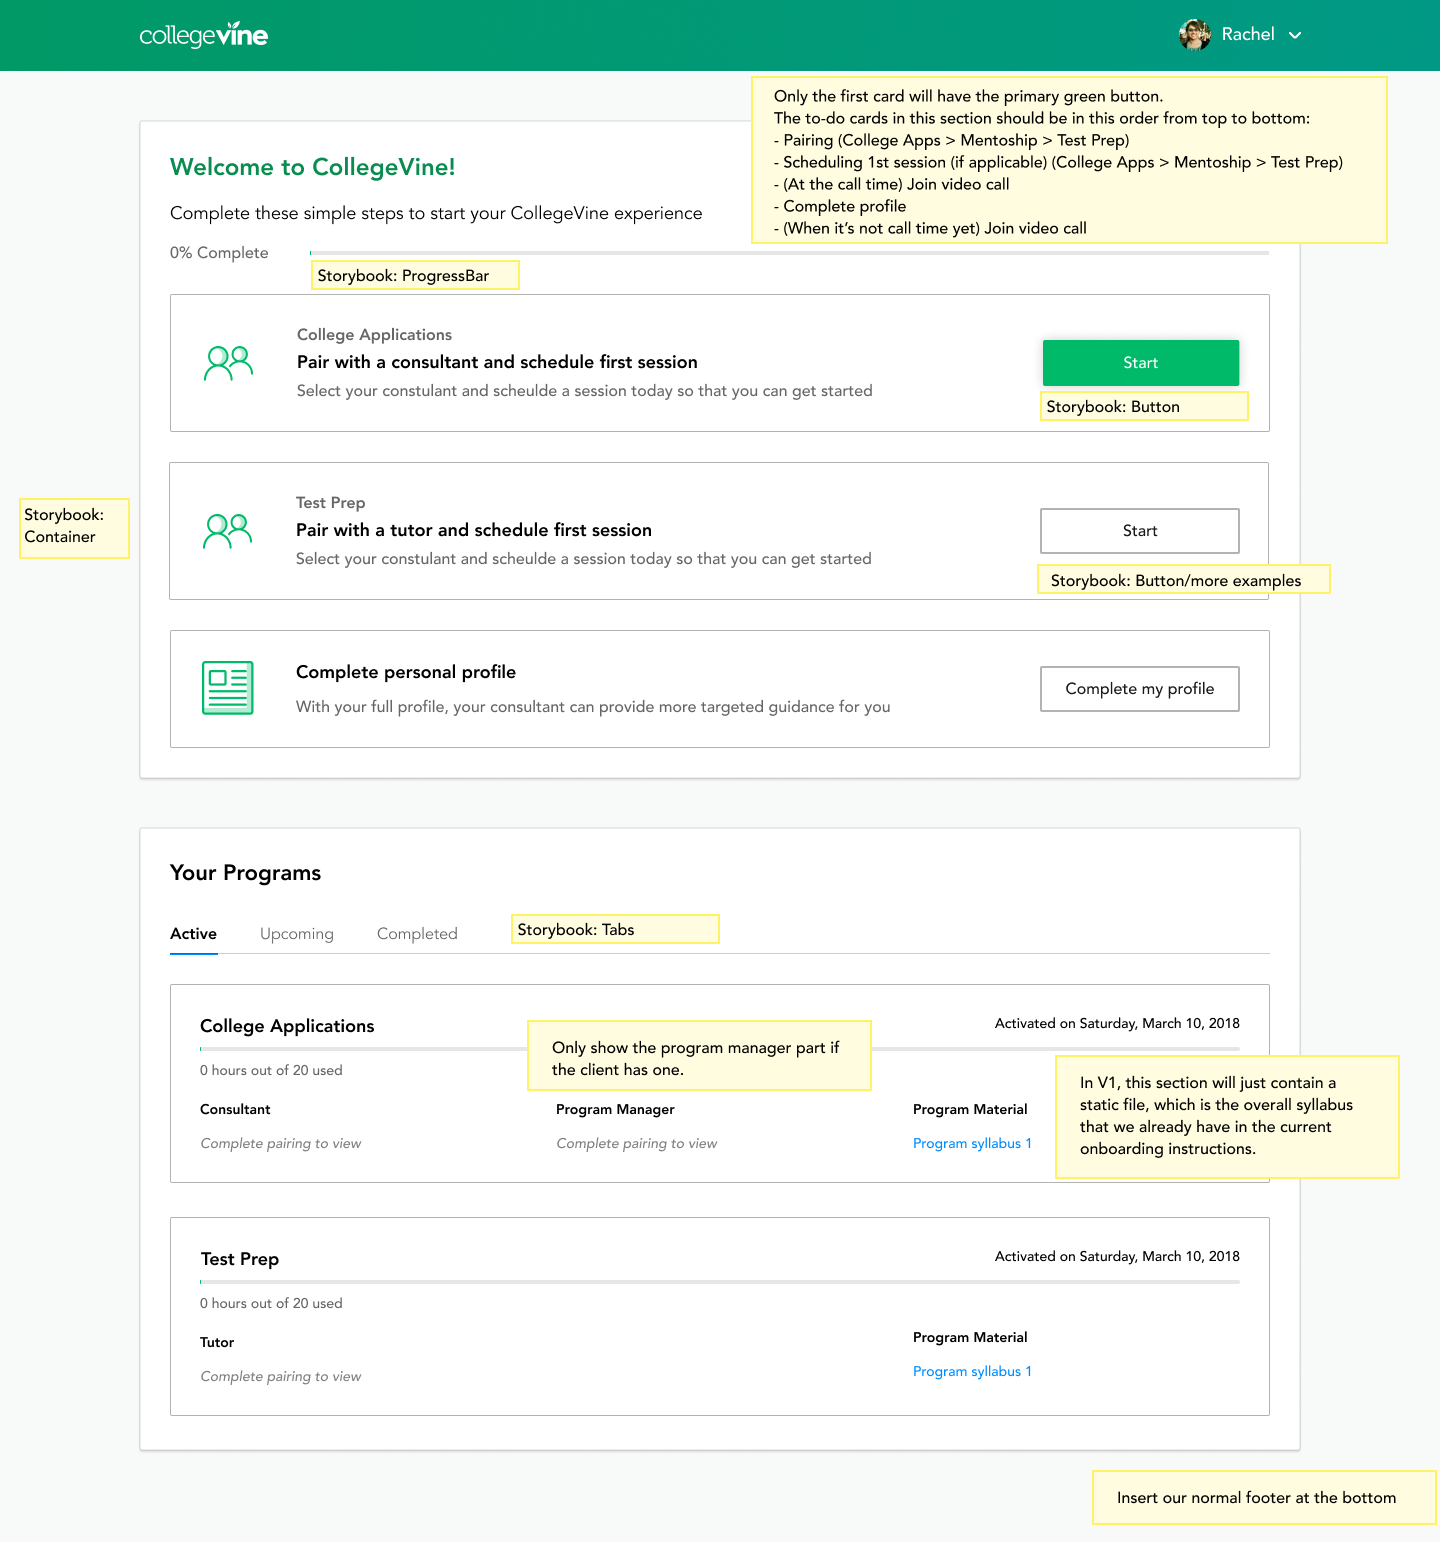 collegevine
Rachel
Only the first card will have the primary green button.
The to-do cards in this section should be in this order from top to bottom:
- Pairing (College Apps > Mentoship > Test Prep)
- Scheduling 1st session (if applicable) (College Apps > Mentoship > Test Prep)
- (At the call time) Join video call
- Complete profile
- (When it's not call time yet) Join video call
Welcome to CollegeVine!
Complete these simple steps to start your CollegeVine experience
0% Complete
Storybook: ProgressBar
College Applications
Pair with a consultant and schedule first session
Select your constulant and scheulde a session today so that you can get started
Start
Storybook: Button
Storybook:
Container
Test Prep
Pair with a tutor and schedule first session
Select your constulant and scheulde a session today so that you can get started
Start
Storybook: Button/more examples
Complete personal profile
With your full profile, your consultant can provide more targeted guidance for you
Complete my profile
Your Programs
Active Upcoming Completed
Storybook: Tabs
College Applications
Activated on Saturday, March 10, 2018
Only show the program manager part if
the client has one.
0 hours out of 20 used
In V1, this section will just contain a
static file, which is the overall syllabus
that we already have in the current
onboarding instructions.
Consultant
Complete pairing to view
Program Manager
Complete pairing to view
Program Material
Program syllabus 1
Test Prep
Activated on Saturday, March 10, 2018
0 hours out of 20 used
Tutor
Complete pairing to view
Program Material
Program syllabus 1
Insert our normal footer at the bottom